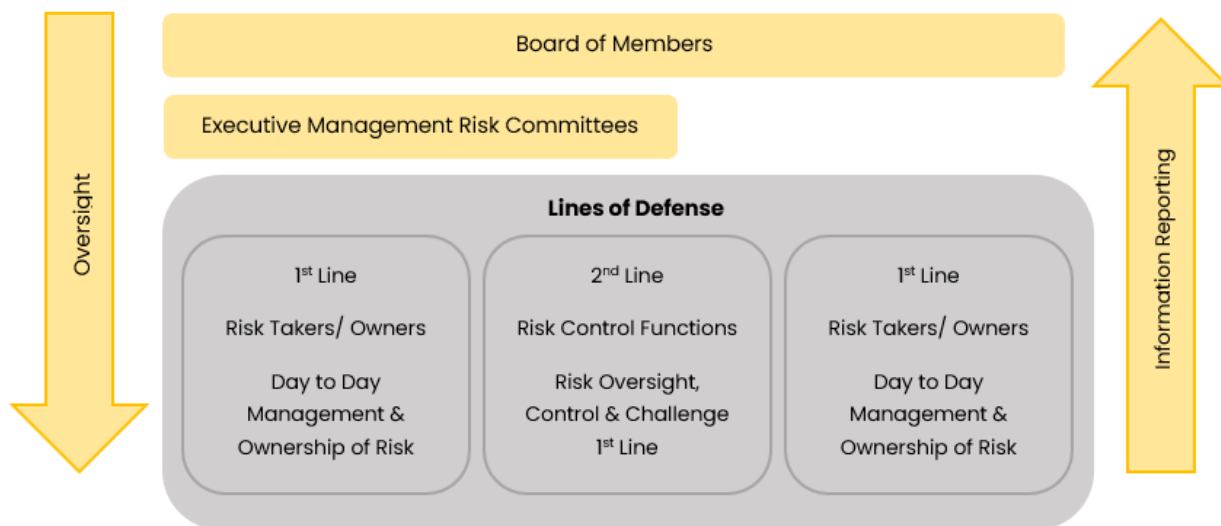 Board of Members
Executive Management Risk Committees
Oversight
Information Reporting
Lines of Defense
1st Line
Risk Takers/ Owners
Day to Day
Management &
Ownership of Risk
2nd Line
Risk Control Functions
Risk Oversight,
Control & Challenge
1st Line
1st Line
Risk Takers/ Owners
Day to Day
Management &
Ownership of Risk